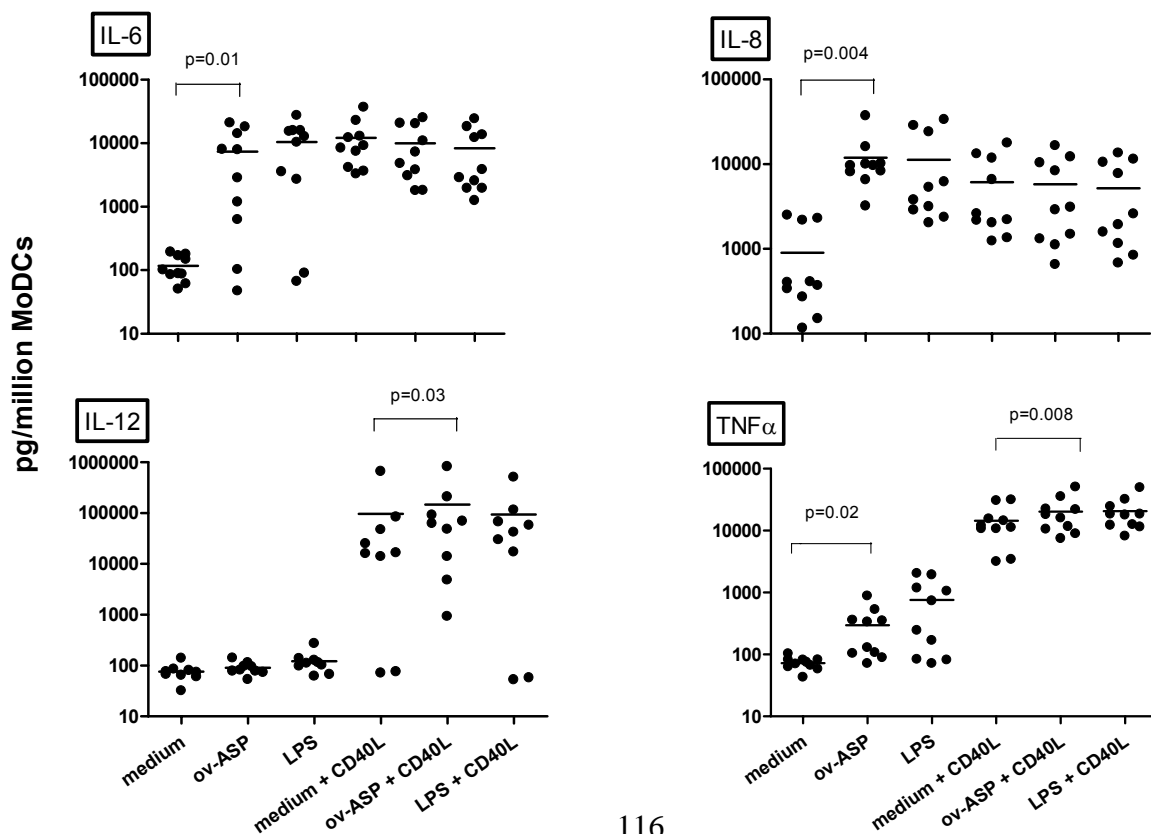 IL-6
p=0.01
100000
10000
1000
100
10
IL-8
p=0.004
100000
10000
1000
100
pg/million MoDCs
IL-12
p=0.03
1000000
100000
10000
1000
100
10
medium
ov-ASP
LPS
medium + CD40L
ov-ASP + CD40L
LPS + CD40L
TNFα
p=0.008
p=0.02
100000
10000
1000
100
10
medium
ov-ASP
LPS
medium + CD40L
ov-ASP + CD40L
LPS + CD40L
116